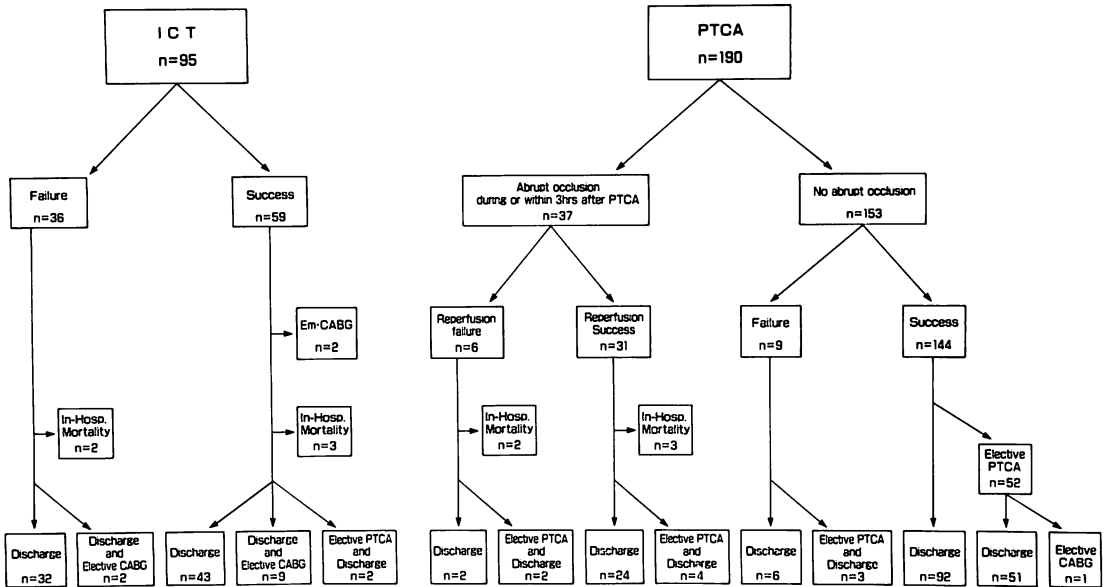 I C T
n=95
PTCA
n=190
Failure
n=36
Success
n=59
Abrupt occlusion
during or within 3hrs after PTCA
n=37
No abrupt occlusion
n=153
Em·CABG
n=2
Reperfusion
failure
n=6
Reperfusion
Success
n=31
Failure
n=9
Success
n=144
In-Hosp.
Mortality
n=2
In-Hosp.
Mortality
n=3
In-Hosp.
Mortality
n=2
In-Hosp.
Mortality
n=3
Elective
PTCA
n=52
Discharge
n=32
Discharge
and
Elective CABG
n=2
Discharge
n=43
Discharge
and
Elective CABG
n=9
Elective PTCA
and
Discharge
n=2
Discharge
n=2
Elective PTCA
and
Discharge
n=2
Discharge
n=24
Elective PTCA
and
Discharge
n=4
Discharge
n=6
Elective PTCA
and
Discharge
n=3
Discharge
n=92
Discharge
n=51
Elective
CABG
n=1